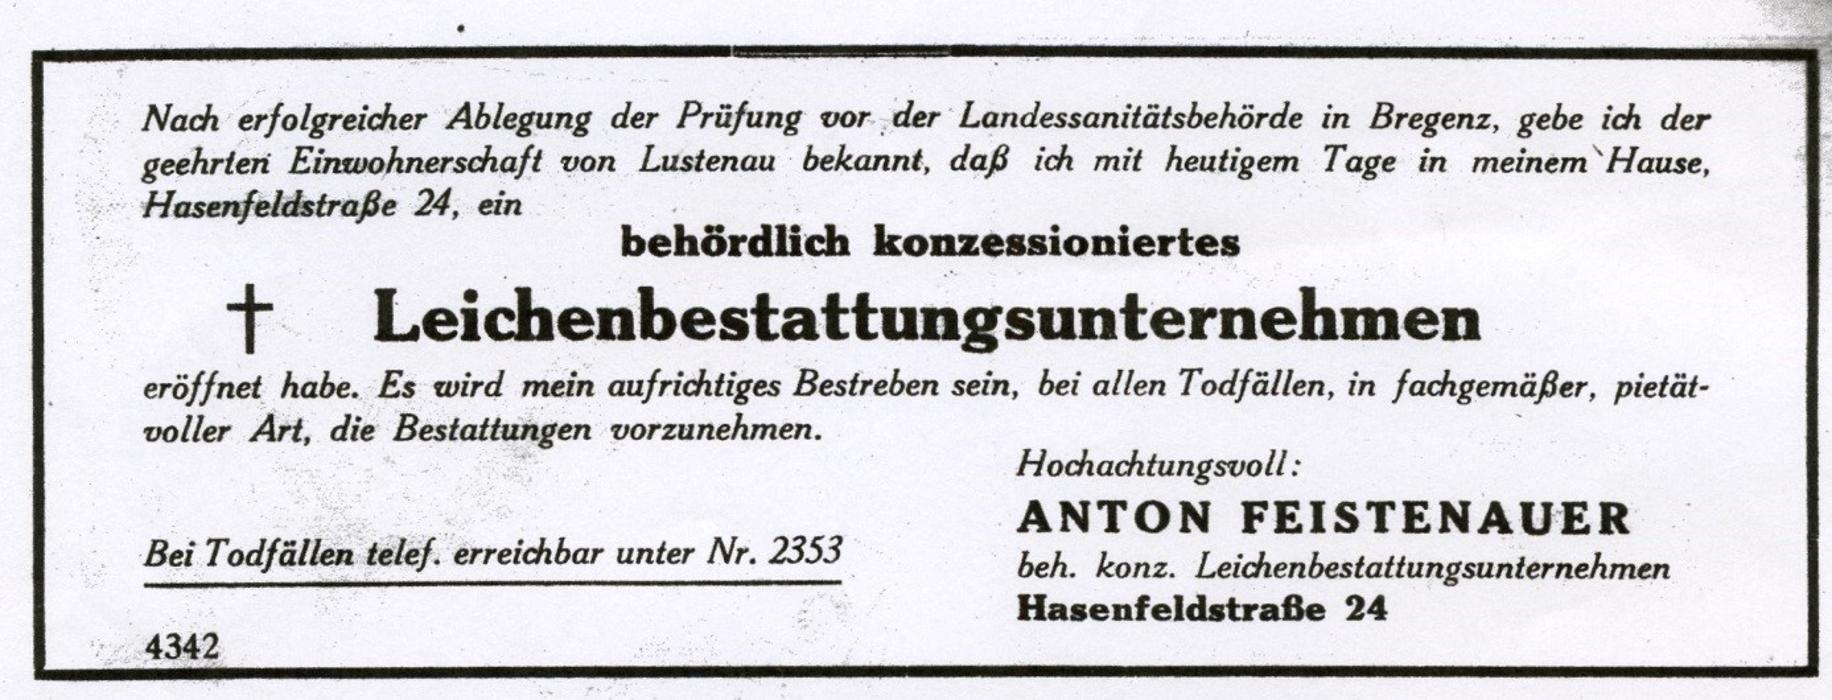 Nach erfolgreicher Ablegung der Prüfung vor der Landessanitätsbehörde in Bregenz, gebe ich der
geehrten Einwohnerschaft von Lustenau bekannt, daß ich mit heutigem Tage in meinem Hause,
Hasenfeldstraße 24, ein
behördlich konzessioniertes
† Leichenbestattungsunternehmen
eröffnet habe. Es wird mein aufrichtiges Bestreben sein, bei allen Todfällen, in fachgemäßer, pietät-
voller Art, die Bestattungen vorzunehmen.
Hochachtungsvoll:
ANTON FEISTENAUER
beh. konz. Leichenbestattungsunternehmen
Hasenfeldstraße 24
Bei Todfällen telef. erreichbar unter Nr. 2353
4342